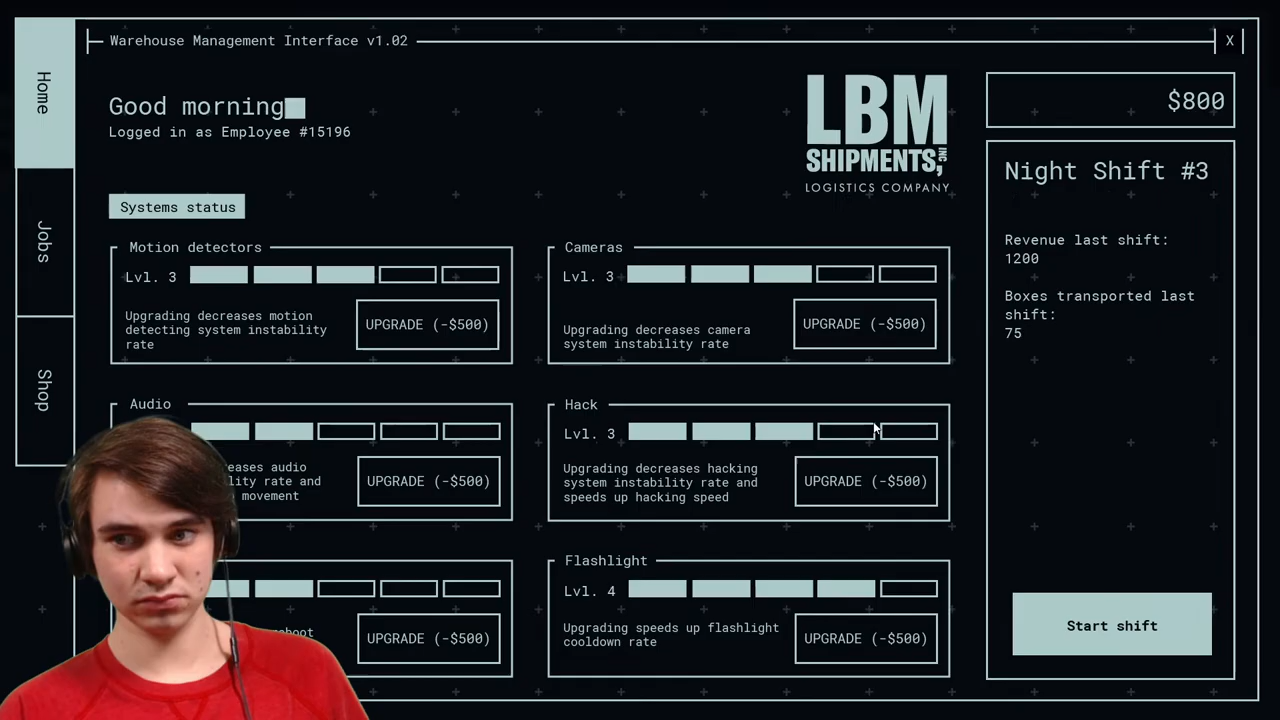 Warehouse Management Interface v1.02
X
Home
Jobs
Shop
Good morning
Logged in as Employee #15196
LBM
SHIPMENTS, INC
LOGISTICS COMPANY
$800
Systems status
Motion detectors
Lvl. 3
Upgrading decreases motion
detecting system instability
rate
UPGRADE (-$500)
Cameras
Lvl. 3
Upgrading decreases camera
system instability rate
UPGRADE (-$500)
Audio
eases audio
rate and
movement
UPGRADE (-$500)
Hack
Lvl. 3
Upgrading decreases hacking
system instability rate and
speeds up hacking speed
UPGRADE (-$500)
UPGRADE (-$500)
Flashlight
Lvl. 4
Upgrading speeds up flashlight
cooldown rate
UPGRADE (-$500)
Night Shift #3
Revenue last shift:
1200
Boxes transported last
shift:
75
Start shift